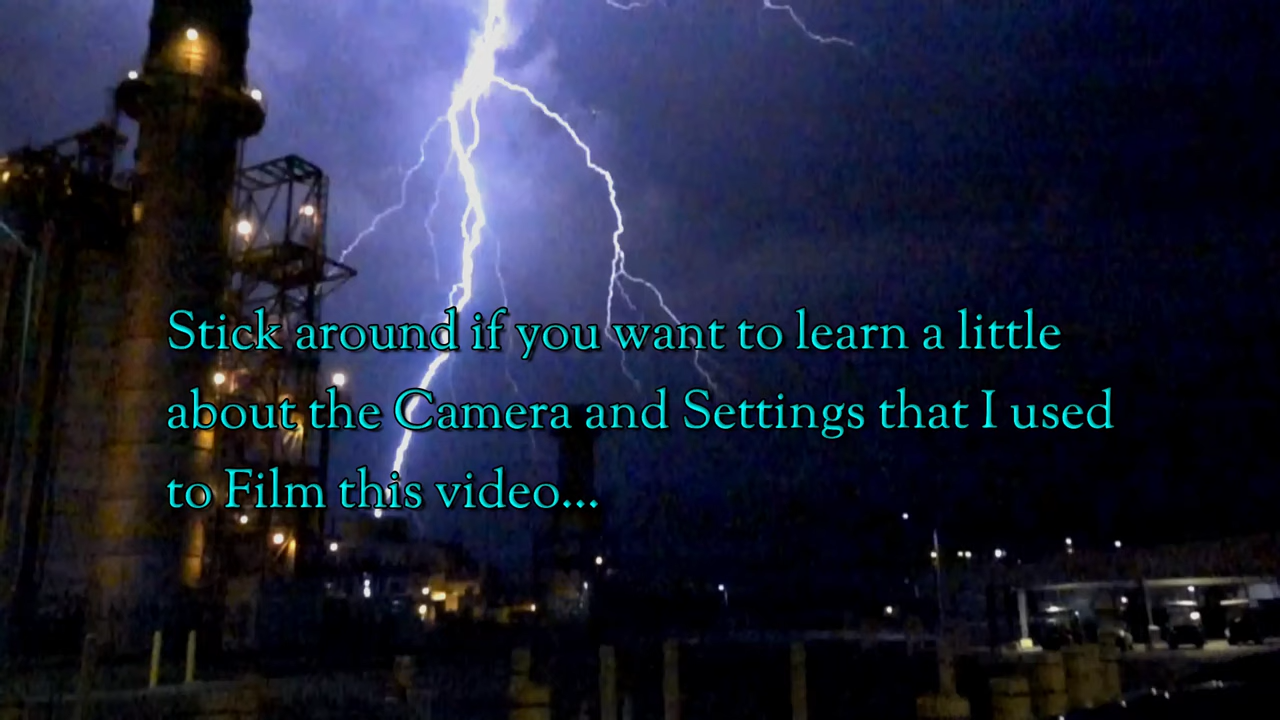 Stick around if you want to learn a little
about the Camera and Settings that I used
to Film this video...